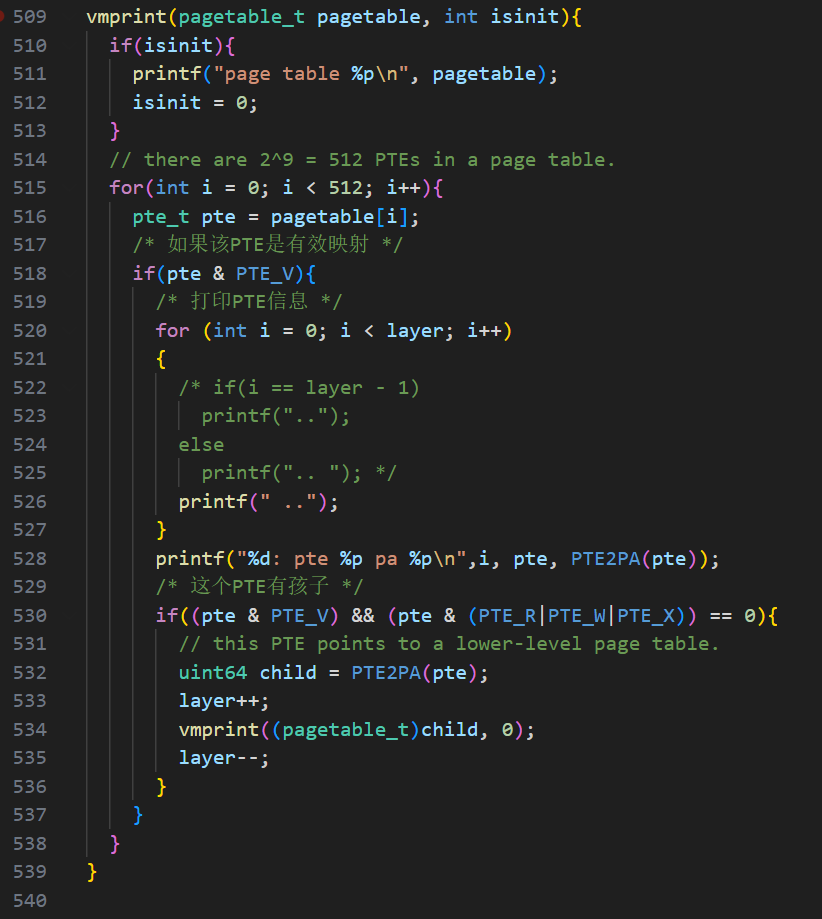 509 vmprint(pagetable_t pagetable, int isinit){
510 if(isinit){
511 printf("page table %p\n", pagetable);
512 isinit = 0;
513 }
514 // there are 2^9 = 512 PTEs in a page table.
515 for(int i = 0; i < 512; i++){
516 pte_t pte = pagetable[i];
517 /* 如果该PTE是有效映射 */
518 if(pte & PTE_V){
519 /* 打印PTE信息 */
520 for (int i = 0; i < layer; i++)
521 {
522 /* if(i == layer - 1)
523 printf("..");
524 else
525 printf(".. "); */
526 printf(" ..");
527 }
528 printf("%d: pte %p pa %p\n",i, pte, PTE2PA(pte));
529 /* 这个PTE有孩子 */
530 if((pte & PTE_V) && (pte & (PTE_R|PTE_W|PTE_X)) == 0){
531 // this PTE points to a lower-level page table.
532 uint64 child = PTE2PA(pte);
533 layer++;
534 vmprint((pagetable_t)child, 0);
535 layer--;
536 }
537 }
538 }
539 }
540